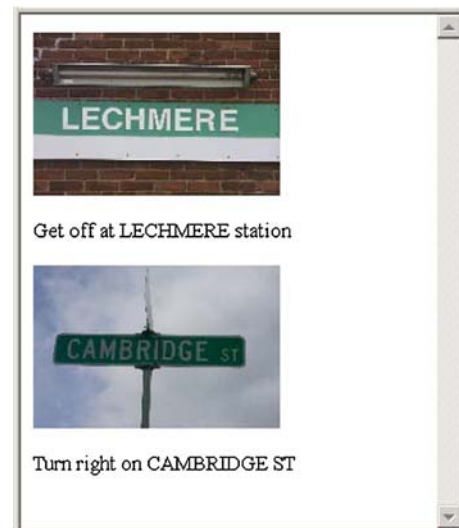 LECHMERE
Get off at LECHMERE station
CAMBRIDGE ST
Turn right on CAMBRIDGE ST